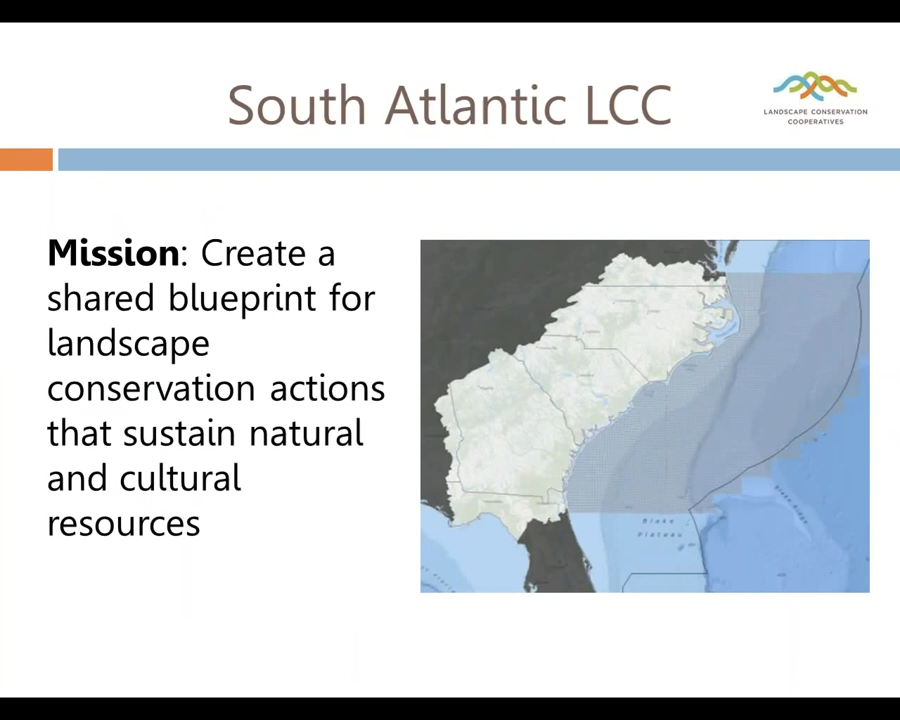 South Atlantic LCC
LANDSCAPE CONSERVATION
COOPERATIVES
Mission: Create a
shared blueprint for
landscape
conservation actions
that sustain natural
and cultural
resources
Blake
Plateau